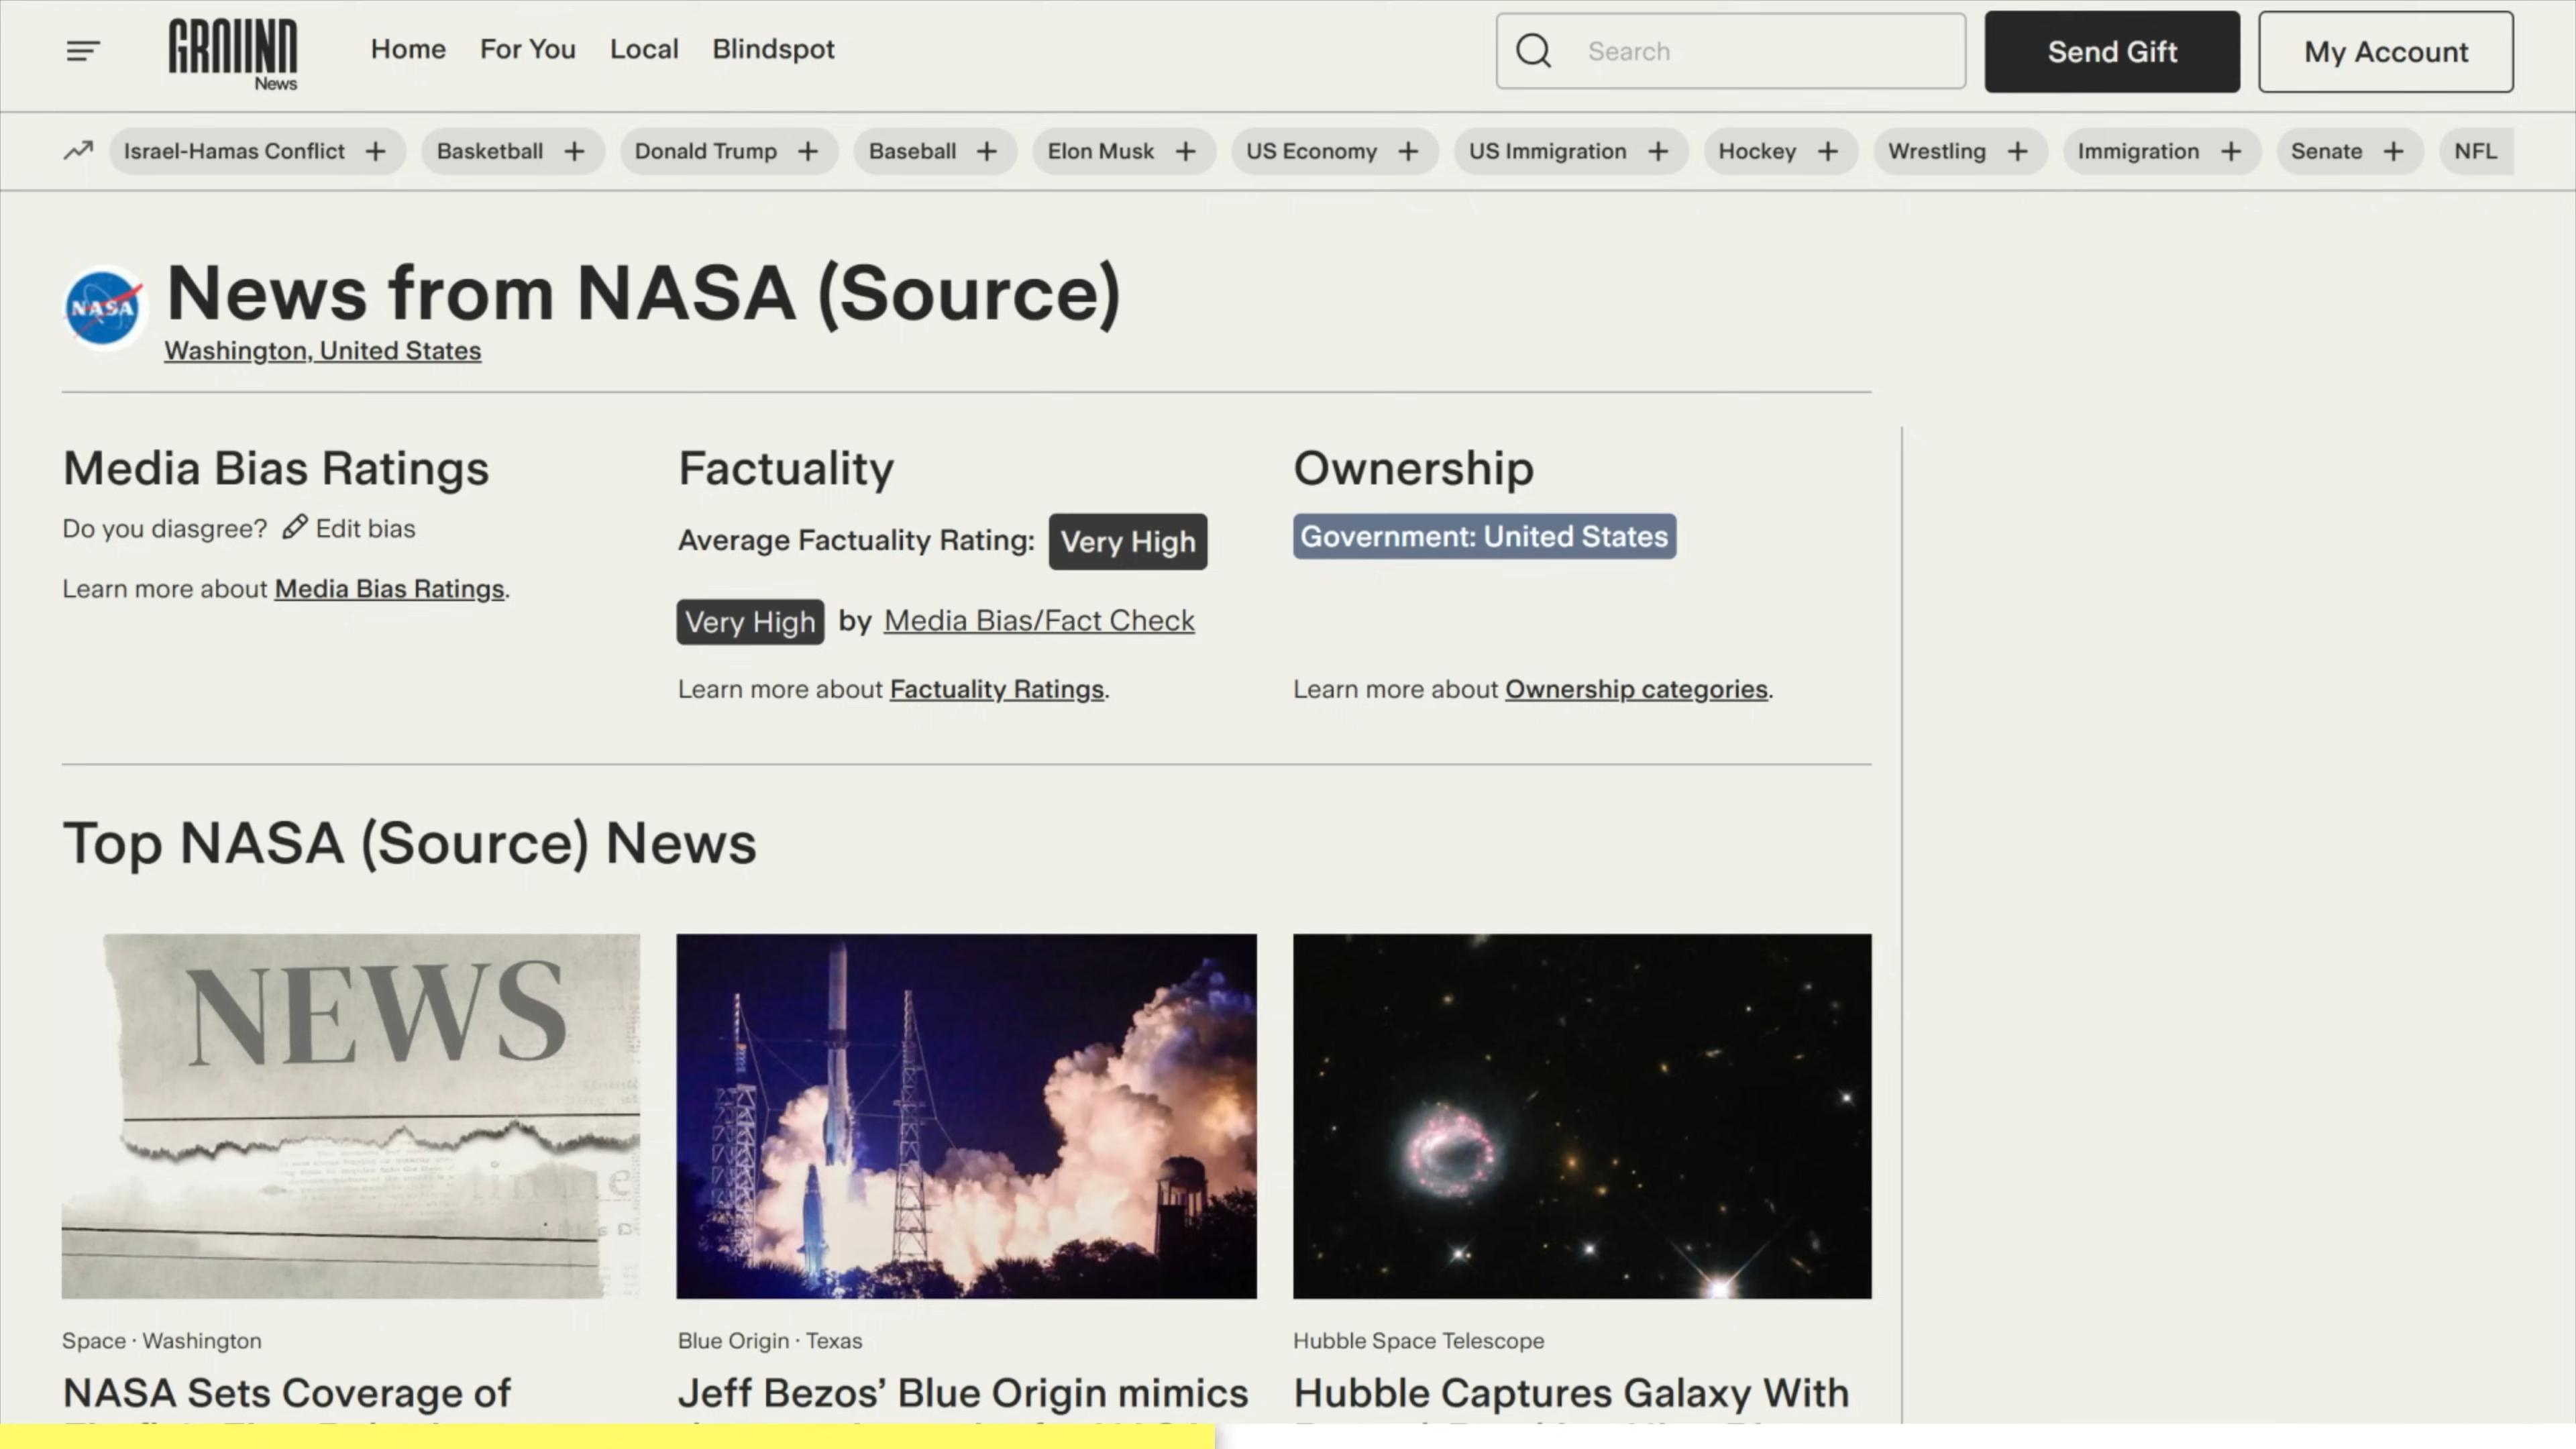 GROUND
News
Home For You Local Blindspot
Search
Send Gift
My Account
Israel-Hamas Conflict + Basketball + Donald Trump + Baseball + Elon Musk + US Economy + US Immigration + Hockey + Wrestling + Immigration + Senate + NFL
NASA
News from NASA (Source)
Washington, United States
Media Bias Ratings
Do you diasgree? Edit bias
Learn more about Media Bias Ratings.
Factuality
Average Factuality Rating: Very High
Very High by Media Bias/Fact Check
Learn more about Factuality Ratings.
Ownership
Government: United States
Learn more about Ownership categories.
Top NASA (Source) News
NEWS
Space · Washington
NASA Sets Coverage of
Blue Origin · Texas
Jeff Bezos’ Blue Origin mimics
Hubble Space Telescope
Hubble Captures Galaxy With